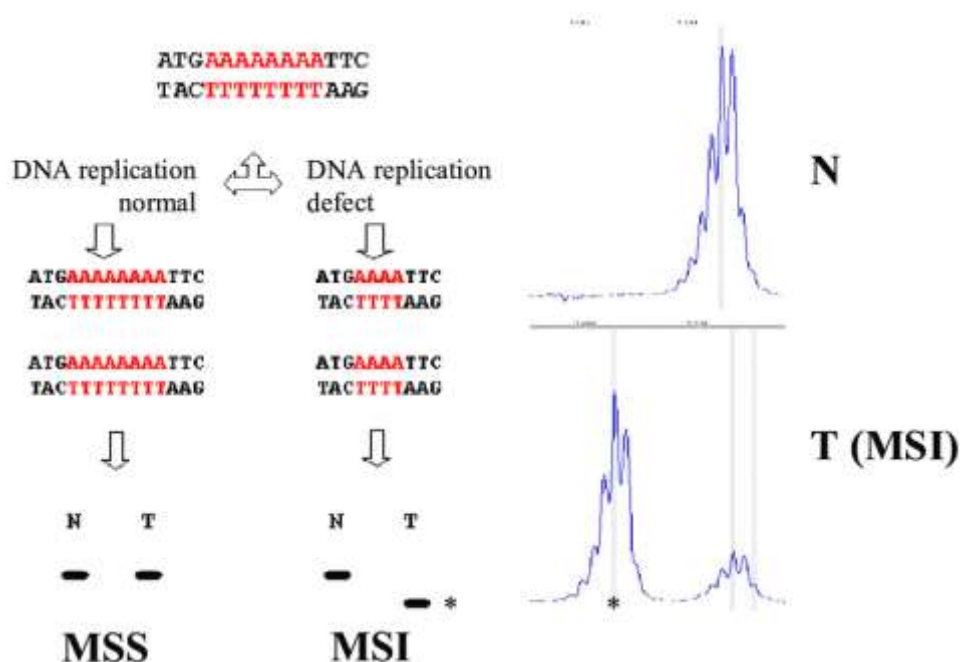 ATGAAAAAAAATTC
TACTTTTTTTTAAG
DNA replication
normal
DNA replication
defect
ATGAAAAAAAATTC
TACTTTTTTTTAAG
ATGAAAAAAAATTC
TACTTTTTTTTAAG
ATGAAAATTC
TACTTTTAAG
ATGAAAATTC
TACTTTTAAG
N T
MSS
N T
*
MSI
N
T (MSI)
*